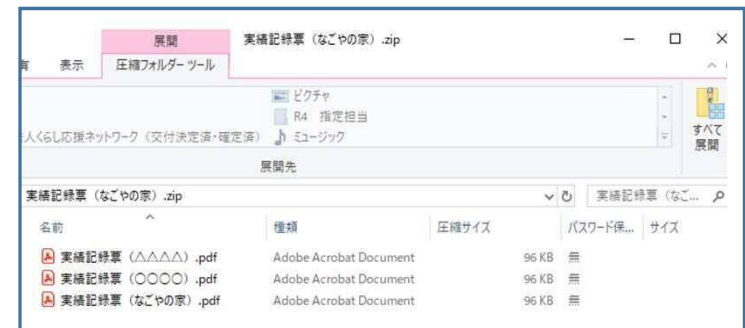 展開 実績記録票（なごやの家）.zip
表示 圧縮フォルダー ツール
ピクチャ
R4 指定担当
人くらし応援ネットワーク（交付決定済・確定済） ミュージック
すべて
展開
展開先
実績記録票（なごやの家）.zip 実績記録票（なご...
名前 種類 圧縮サイズ パスワード保... サイズ
実績記録票（△△△△）.pdf Adobe Acrobat Document 96 KB 無
実績記録票（○○○○）.pdf Adobe Acrobat Document 96 KB 無
実績記録票（なごやの家）.pdf Adobe Acrobat Document 96 KB 無